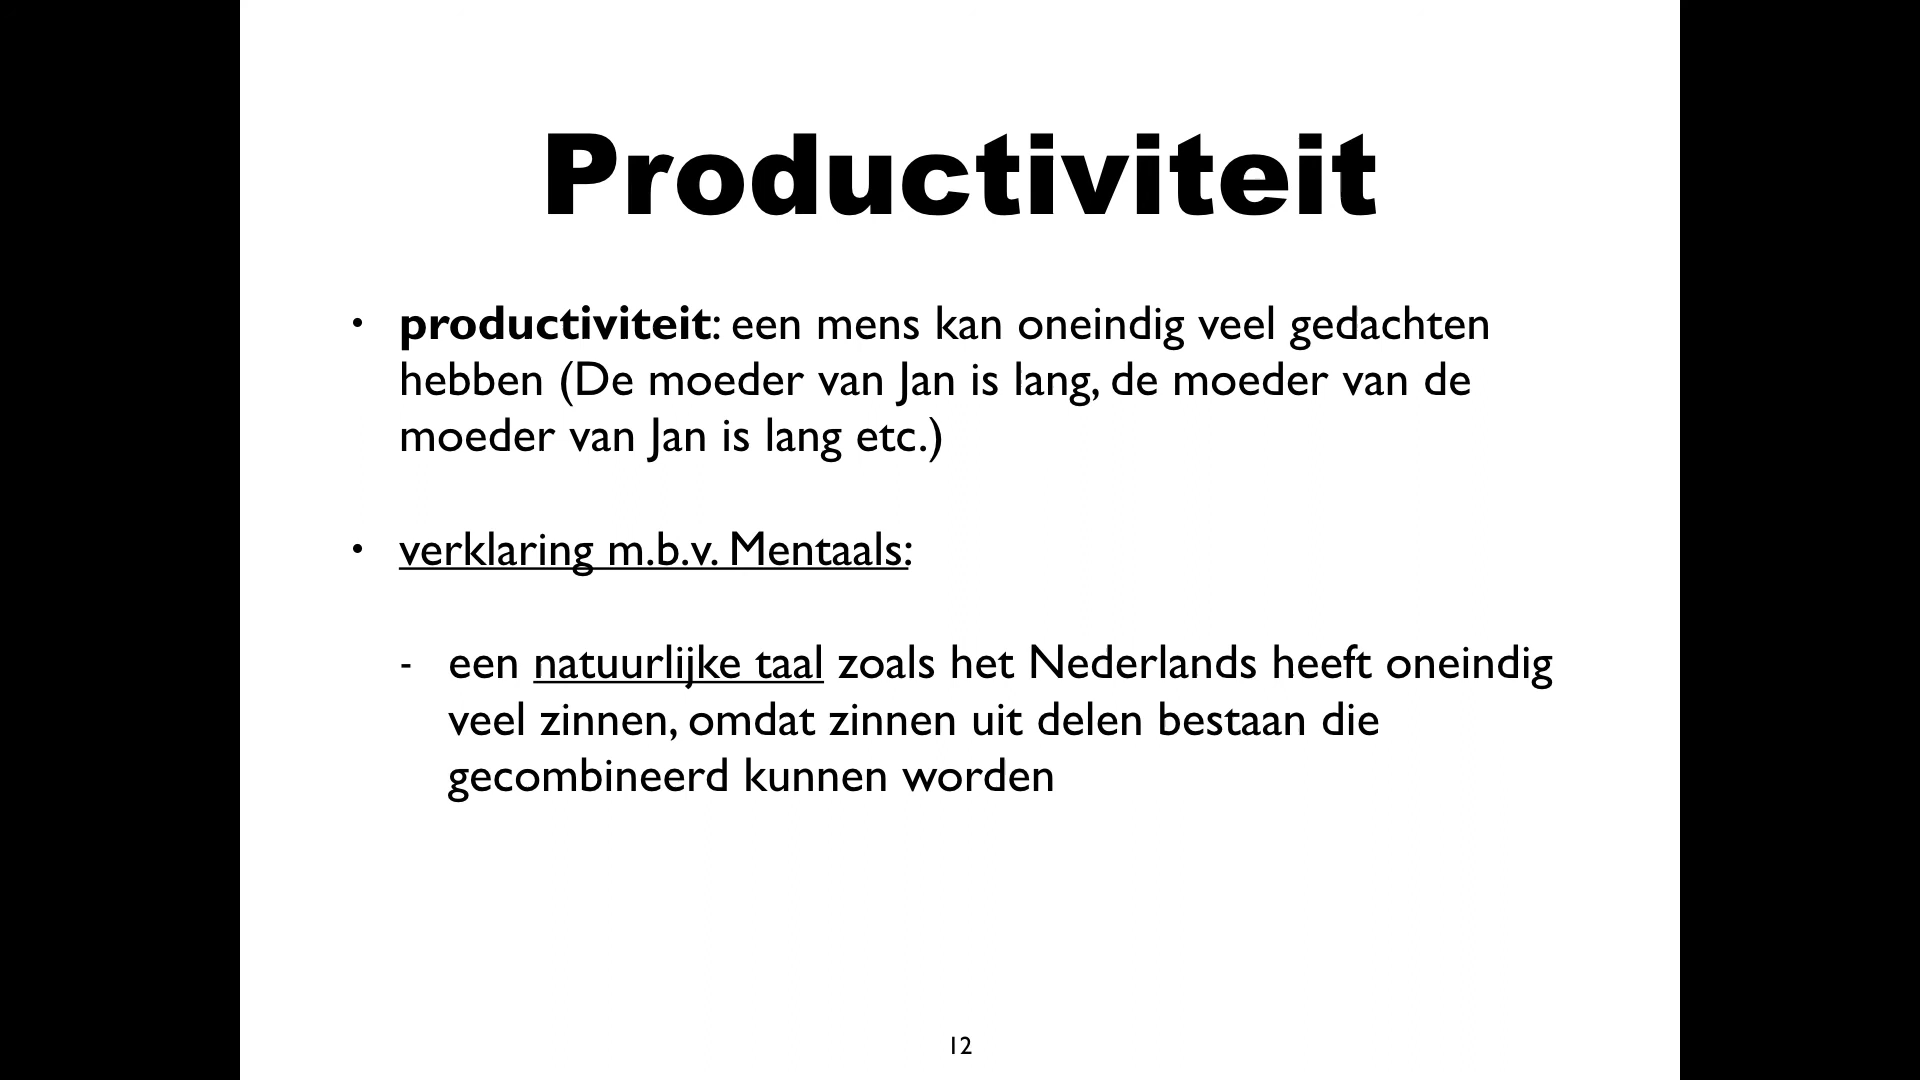 Productiviteit
• productiviteit: een mens kan oneindig veel gedachten
hebben (De moeder van Jan is lang, de moeder van de
moeder van Jan is lang etc.)
• verklaring m.b.v. Mentaals:
- een natuurlijke taal zoals het Nederlands heeft oneindig
veel zinnen, omdat zinnen uit delen bestaan die
gecombineerd kunnen worden
12